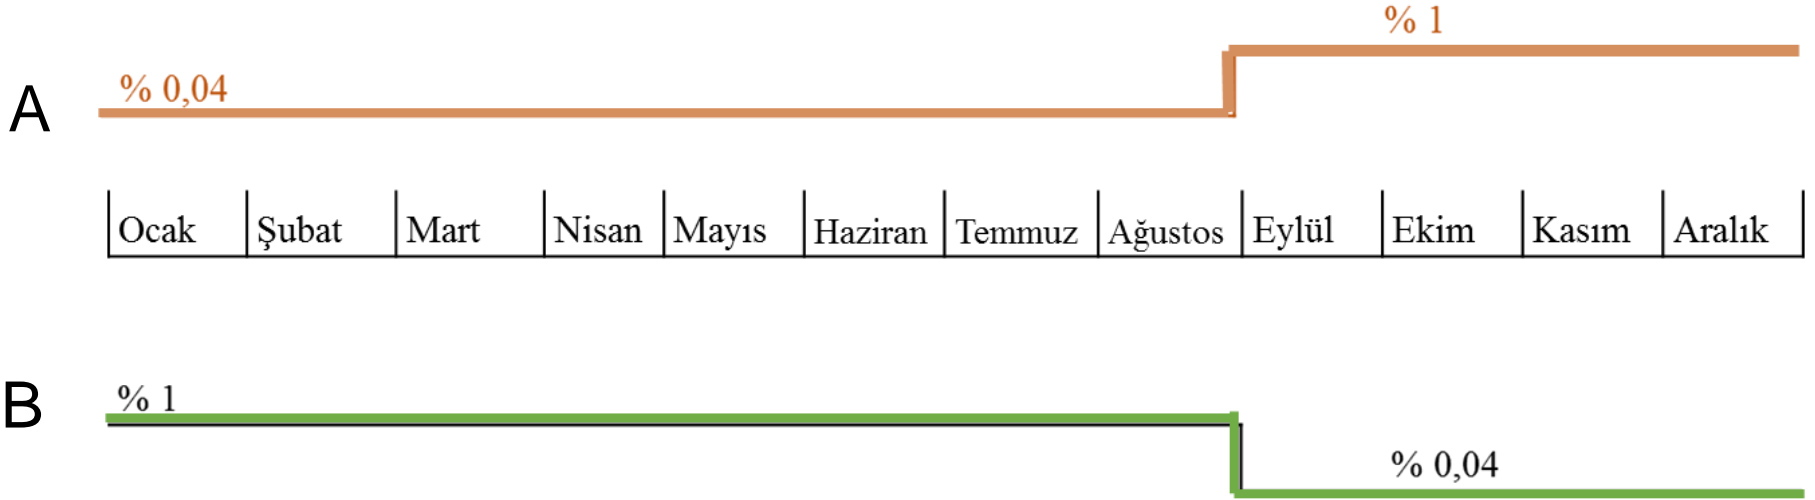 % 1
% 0,04
A
Ocak Şubat Mart Nisan Mayıs Haziran Temmuz Ağustos Eylül Ekim Kasım Aralık
B
% 1
% 0,04